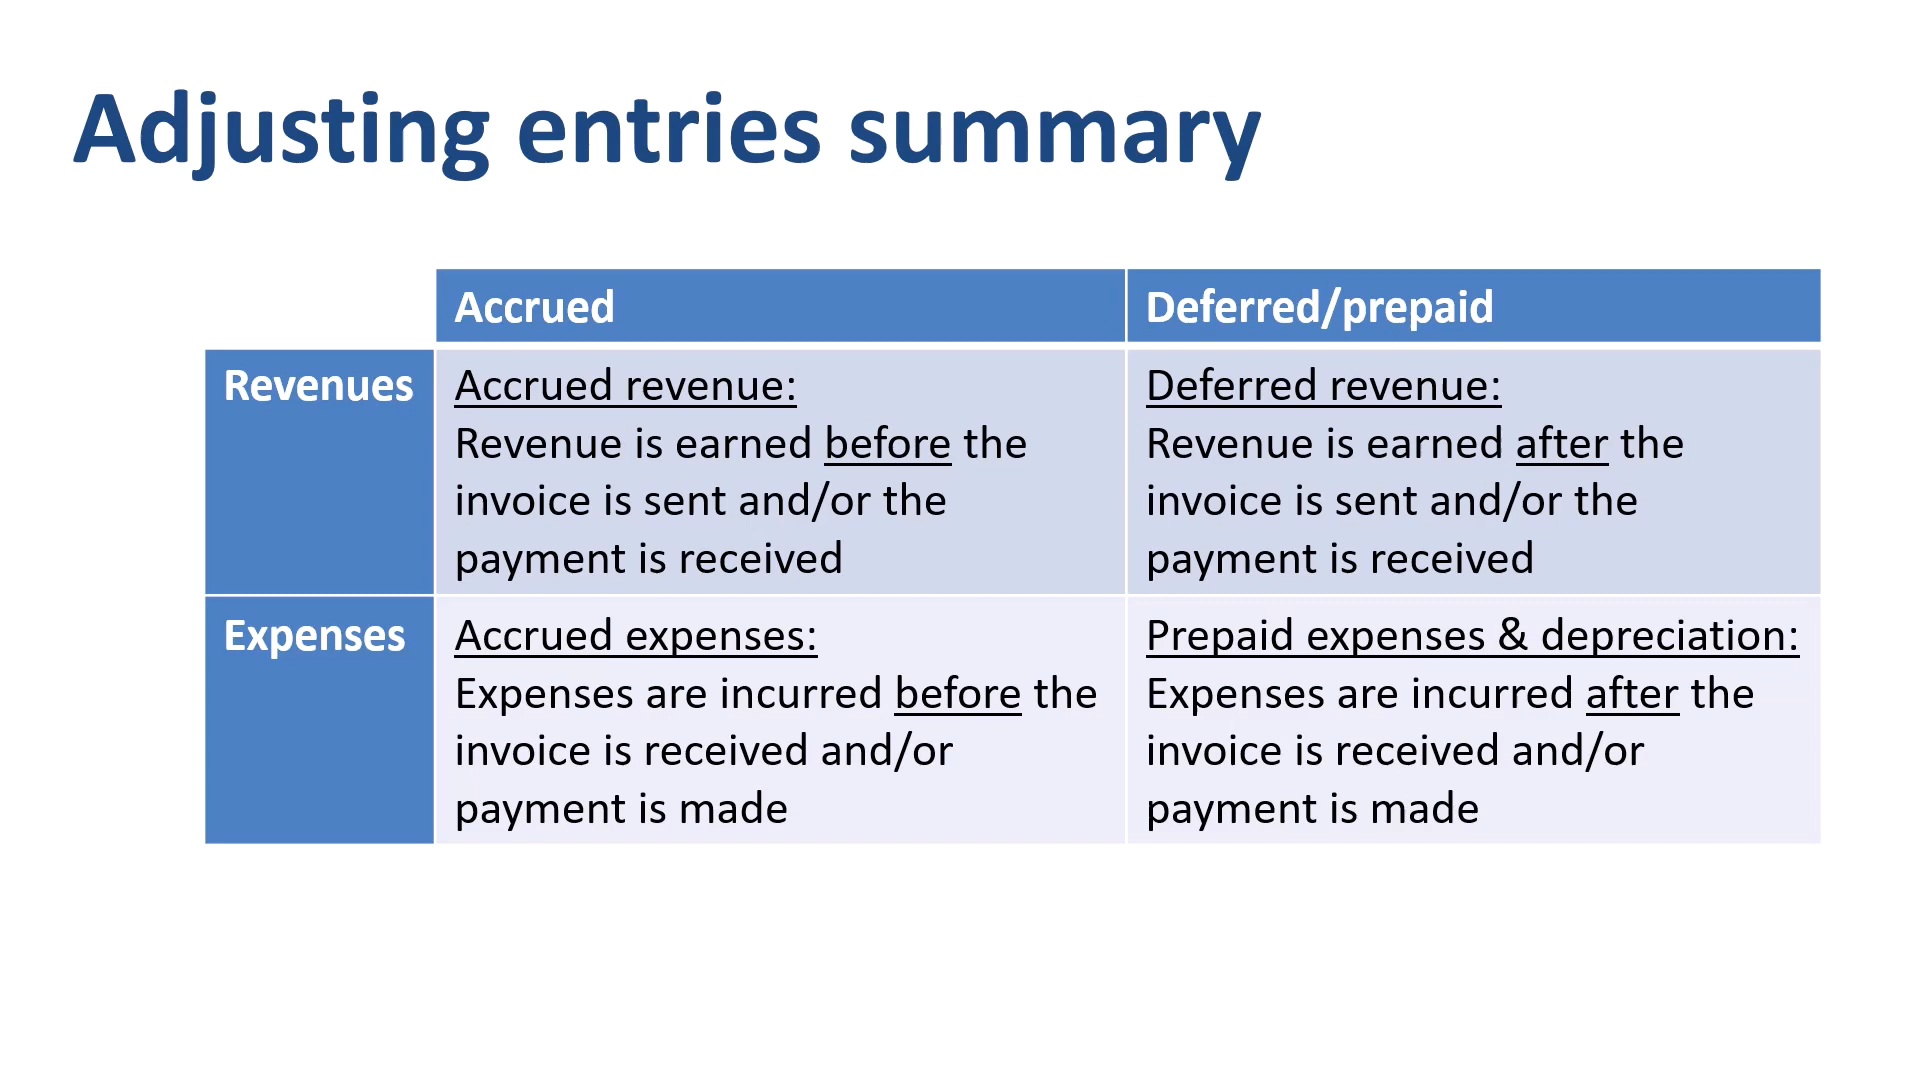 Adjusting entries summary
Accrued
Deferred/prepaid
Revenues
Accrued revenue:
Revenue is earned before the
invoice is sent and/or the
payment is received
Deferred revenue:
Revenue is earned after the
invoice is sent and/or the
payment is received
Expenses
Accrued expenses:
Expenses are incurred before the
invoice is received and/or
payment is made
Prepaid expenses & depreciation:
Expenses are incurred after the
invoice is received and/or
payment is made